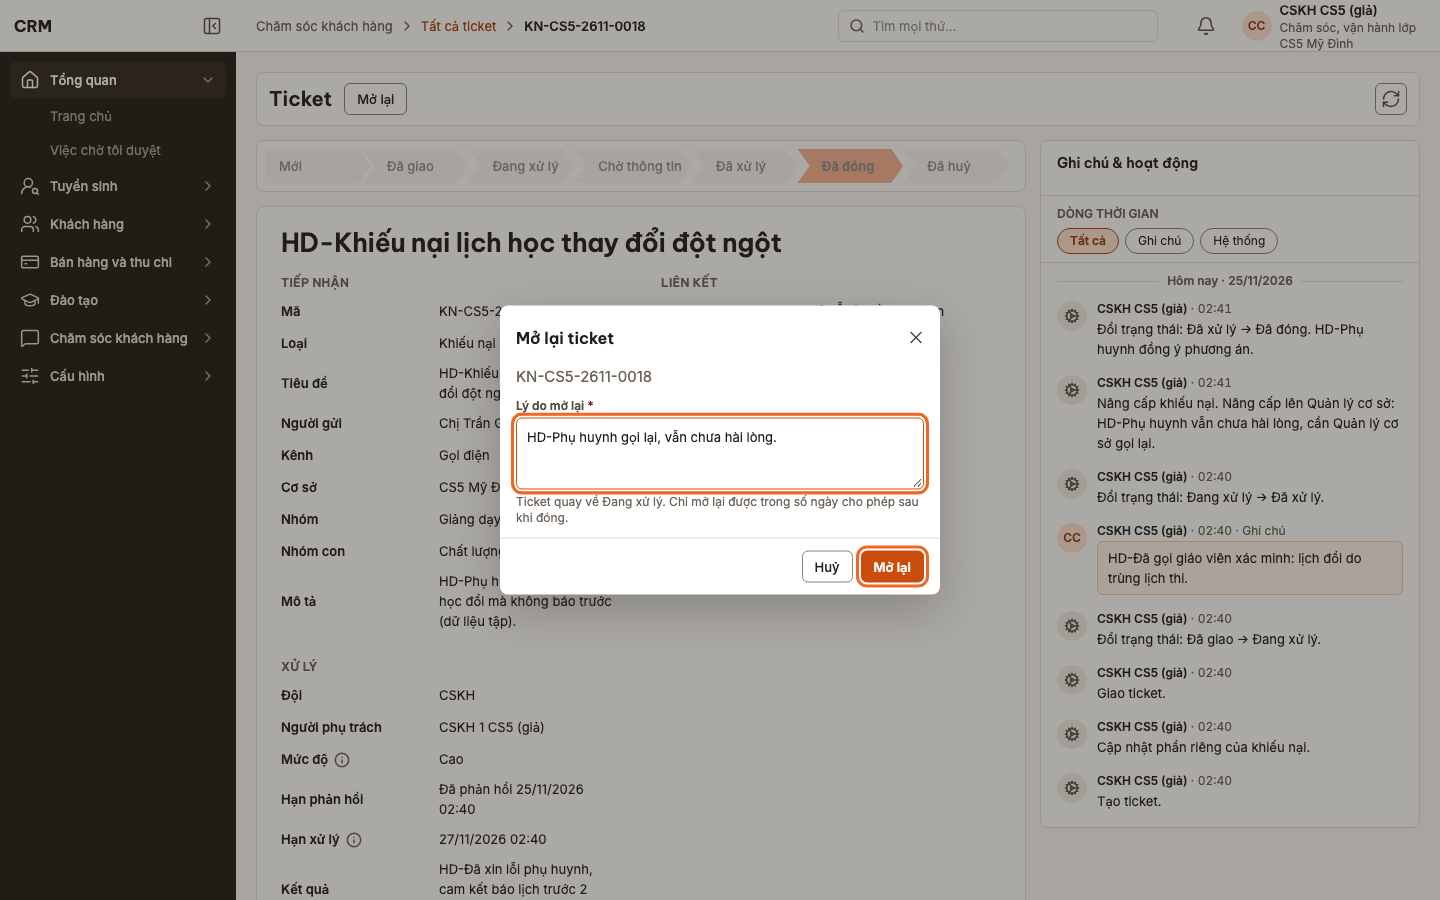 CRM
Chăm sóc khách hàng
Tất cả ticket
KN-CS5-2611-0018
Tìm mọi thứ...
CC
CSKH CS5 (giả)
Chăm sóc, vận hành lớp
CS5 Mỹ Đình
Tổng quan
Trang chủ
Việc chờ tôi duyệt
Tuyển sinh
Khách hàng
Bán hàng và thu chi
Đào tạo
Chăm sóc khách hàng
Cấu hình
Ticket
Mở lại
Mới
Đã giao
Đang xử lý
Chờ thông tin
Đã xử lý
Đã đóng
Đã huỷ
HD-Khiếu nại lịch học thay đổi đột ngột
TIẾP NHẬN
LIÊN KẾT
Mã
KN-CS5-2
Loại
Khiếu nại
Tiêu đề
HD-Khiếu
đổi đột ng
Người gửi
Chị Trần
Kênh
Gọi điện
Cơ sở
CS5 Mỹ Đ
Nhóm
Giảng dạy
Nhóm con
Chất lượng
Mô tả
HD-Phụ h
học đổi mà không báo trước
(dữ liệu tập).
XỬ LÝ
Đội
CSKH
Người phụ trách
CSKH 1 CS5 (giả)
Mức độ
Cao
Hạn phản hồi
Đã phản hồi 25/11/2026
02:40
Hạn xử lý
27/11/2026 02:40
Kết quả
HD-Đã xin lỗi phụ huynh,
cam kết báo lịch trước 2
Mở lại ticket
KN-CS5-2611-0018
Lý do mở lại *
HD-Phụ huynh gọi lại, vẫn chưa hài lòng.
Ticket quay về Đang xử lý. Chỉ mở lại được trong số ngày cho phép sau
khi đóng.
Huỷ
Mở lại
Ghi chú & hoạt động
DÒNG THỜI GIAN
Tất cả
Ghi chú
Hệ thống
Hôm nay · 25/11/2026
CSKH CS5 (giả) · 02:41
Đổi trạng thái: Đã xử lý → Đã đóng. HD-Phụ
huynh đồng ý phương án.
CSKH CS5 (giả) · 02:41
Nâng cấp khiếu nại. Nâng cấp lên Quản lý cơ sở:
HD-Phụ huynh vẫn chưa hài lòng, cần Quản lý cơ
sở gọi lại.
CSKH CS5 (giả) · 02:40
Đổi trạng thái: Đang xử lý → Đã xử lý.
CC
CSKH CS5 (giả) · 02:40 · Ghi chú
HD-Đã gọi giáo viên xác minh: lịch đổi do
trùng lịch thi.
CSKH CS5 (giả) · 02:40
Đổi trạng thái: Đã giao → Đang xử lý.
CSKH CS5 (giả) · 02:40
Giao ticket.
CSKH CS5 (giả) · 02:40
Cập nhật phần riêng của khiếu nại.
CSKH CS5 (giả) · 02:40
Tạo ticket.